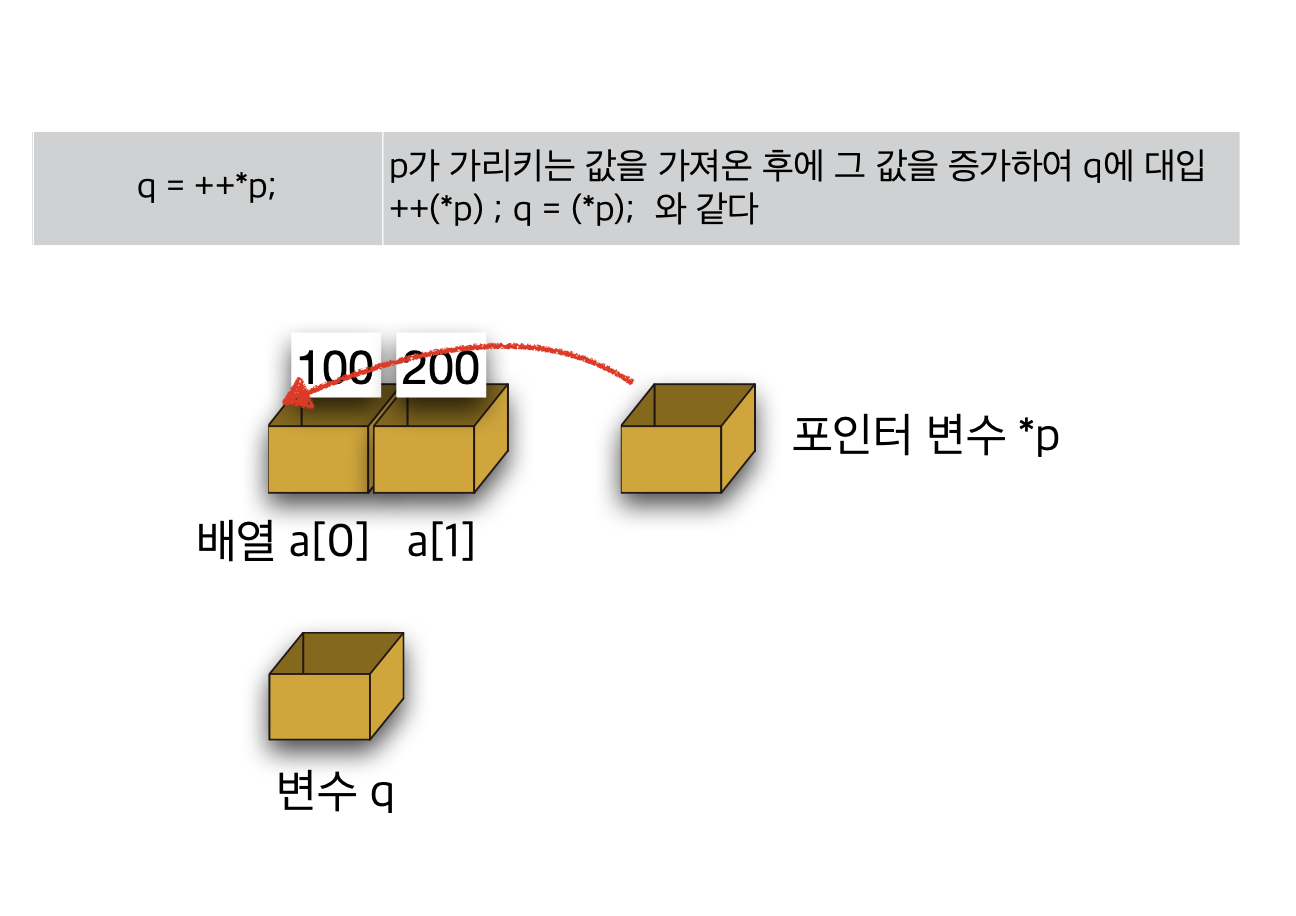 q = ++*p;
p가 가리키는 값을 가져온 후에 그 값을 증가하여 q에 대입
++(*p) ; q = (*p);  와 같다
100 200
포인터 변수 *p
배열 a[0] a[1]
변수 q